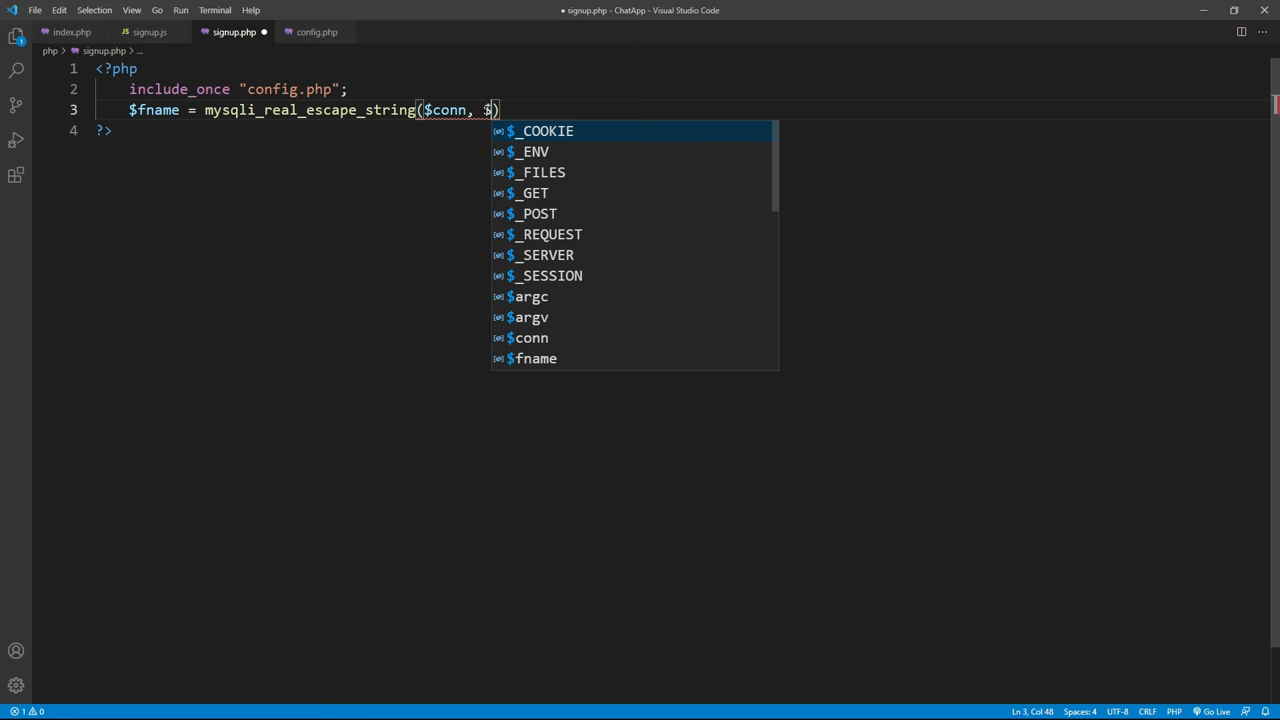 File Edit Selection View Go Run Terminal Help ● signup.php - ChatApp - Visual Studio Code
index.php JS signup.js signup.php ● config.php
php > signup.php > ...
1 <?php
2 include_once "config.php";
3 $fname = mysqli_real_escape_string($conn, $)
4 ?>
$_COOKIE
$_ENV
$_FILES
$_GET
$_POST
$_REQUEST
$_SERVER
$_SESSION
$argc
$argv
$conn
$fname
1
1 0 Ln 3, Col 48 Spaces: 4 UTF-8 CRLF PHP Go Live